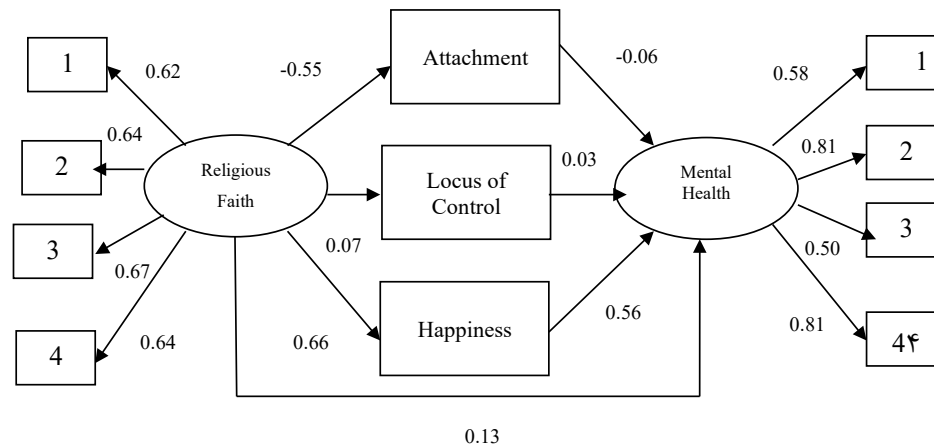 1
0.62
-0.55
Attachment
-0.06
0.58
1
0.64
2
Religious
Faith
0.03
Locus of
Control
Mental
Health
0.81
2
3
0.67
0.07
0.50
3
4
0.64
0.66
Happiness
0.56
0.81
4۴
0.13